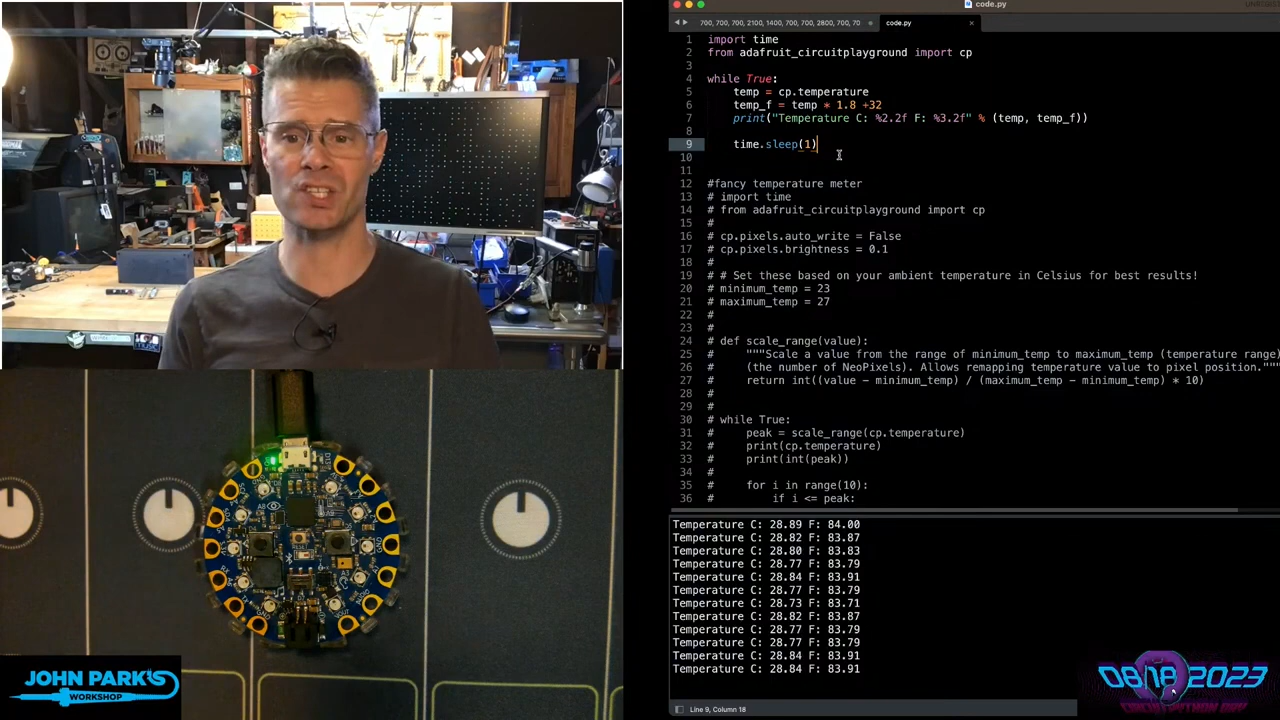 code.py
700, 700, 700, 2100, 1400, 700, 700, 2800, 700, 70
code.py
1 import time
2 from adafruit_circuitplayground import cp
3
4 while True:
5 temp = cp.temperature
6 temp_f = temp * 1.8 +32
7 print("Temperature C: %2.2f F: %3.2f" % (temp, temp_f))
8
9 time.sleep(1)
10
11
12 #fancy temperature meter
13 # import time
14 # from adafruit_circuitplayground import cp
15 #
16 # cp.pixels.auto_write = False
17 # cp.pixels.brightness = 0.1
18 #
19 # # Set these based on your ambient temperature in Celsius for best results!
20 # minimum_temp = 23
21 # maximum_temp = 27
22 #
23 #
24 # def scale_range(value):
25 # """Scale a value from the range of minimum_temp to maximum_temp (temperature range)
26 # (the number of NeoPixels). Allows remapping temperature value to pixel position."""
27 # return int((value - minimum_temp) / (maximum_temp - minimum_temp) * 10)
28 #
29 #
30 # while True:
31 # peak = scale_range(cp.temperature)
32 # print(cp.temperature)
33 # print(int(peak))
34 #
35 # for i in range(10):
36 # if i <= peak:
Temperature C: 28.89 F: 84.00
Temperature C: 28.82 F: 83.87
Temperature C: 28.80 F: 83.83
Temperature C: 28.77 F: 83.79
Temperature C: 28.84 F: 83.91
Temperature C: 28.77 F: 83.79
Temperature C: 28.73 F: 83.71
Temperature C: 28.82 F: 83.87
Temperature C: 28.77 F: 83.79
Temperature C: 28.77 F: 83.79
Temperature C: 28.84 F: 83.91
Temperature C: 28.84 F: 83.91
Line 9, Column 18
RESET
GND
JOHN PARK'S
WORKSHOP
2023
CIRCUITPYTHON DAY